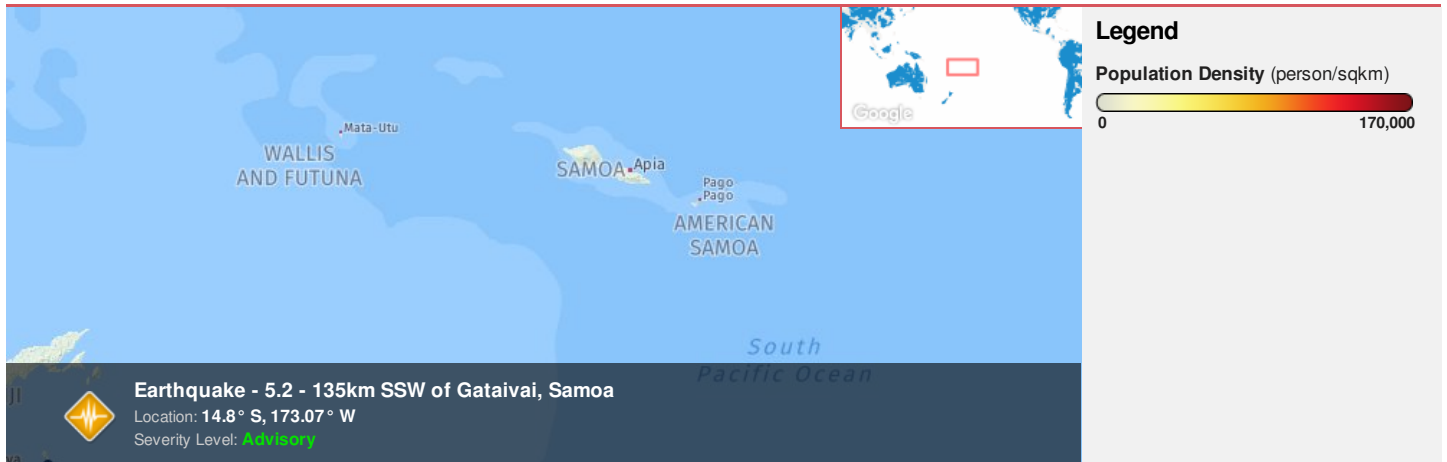 Mata-Utu
WALLIS
AND FUTUNA
SAMOA
Apia
Pago
Pago
AMERICAN
SAMOA
South
Pacific Ocean
JI
Google
Legend
Population Density (person/sqkm)
0
170,000
Earthquake - 5.2 - 135km SSW of Gataivai, Samoa
Location: 14.8° S, 173.07° W
Severity Level: Advisory